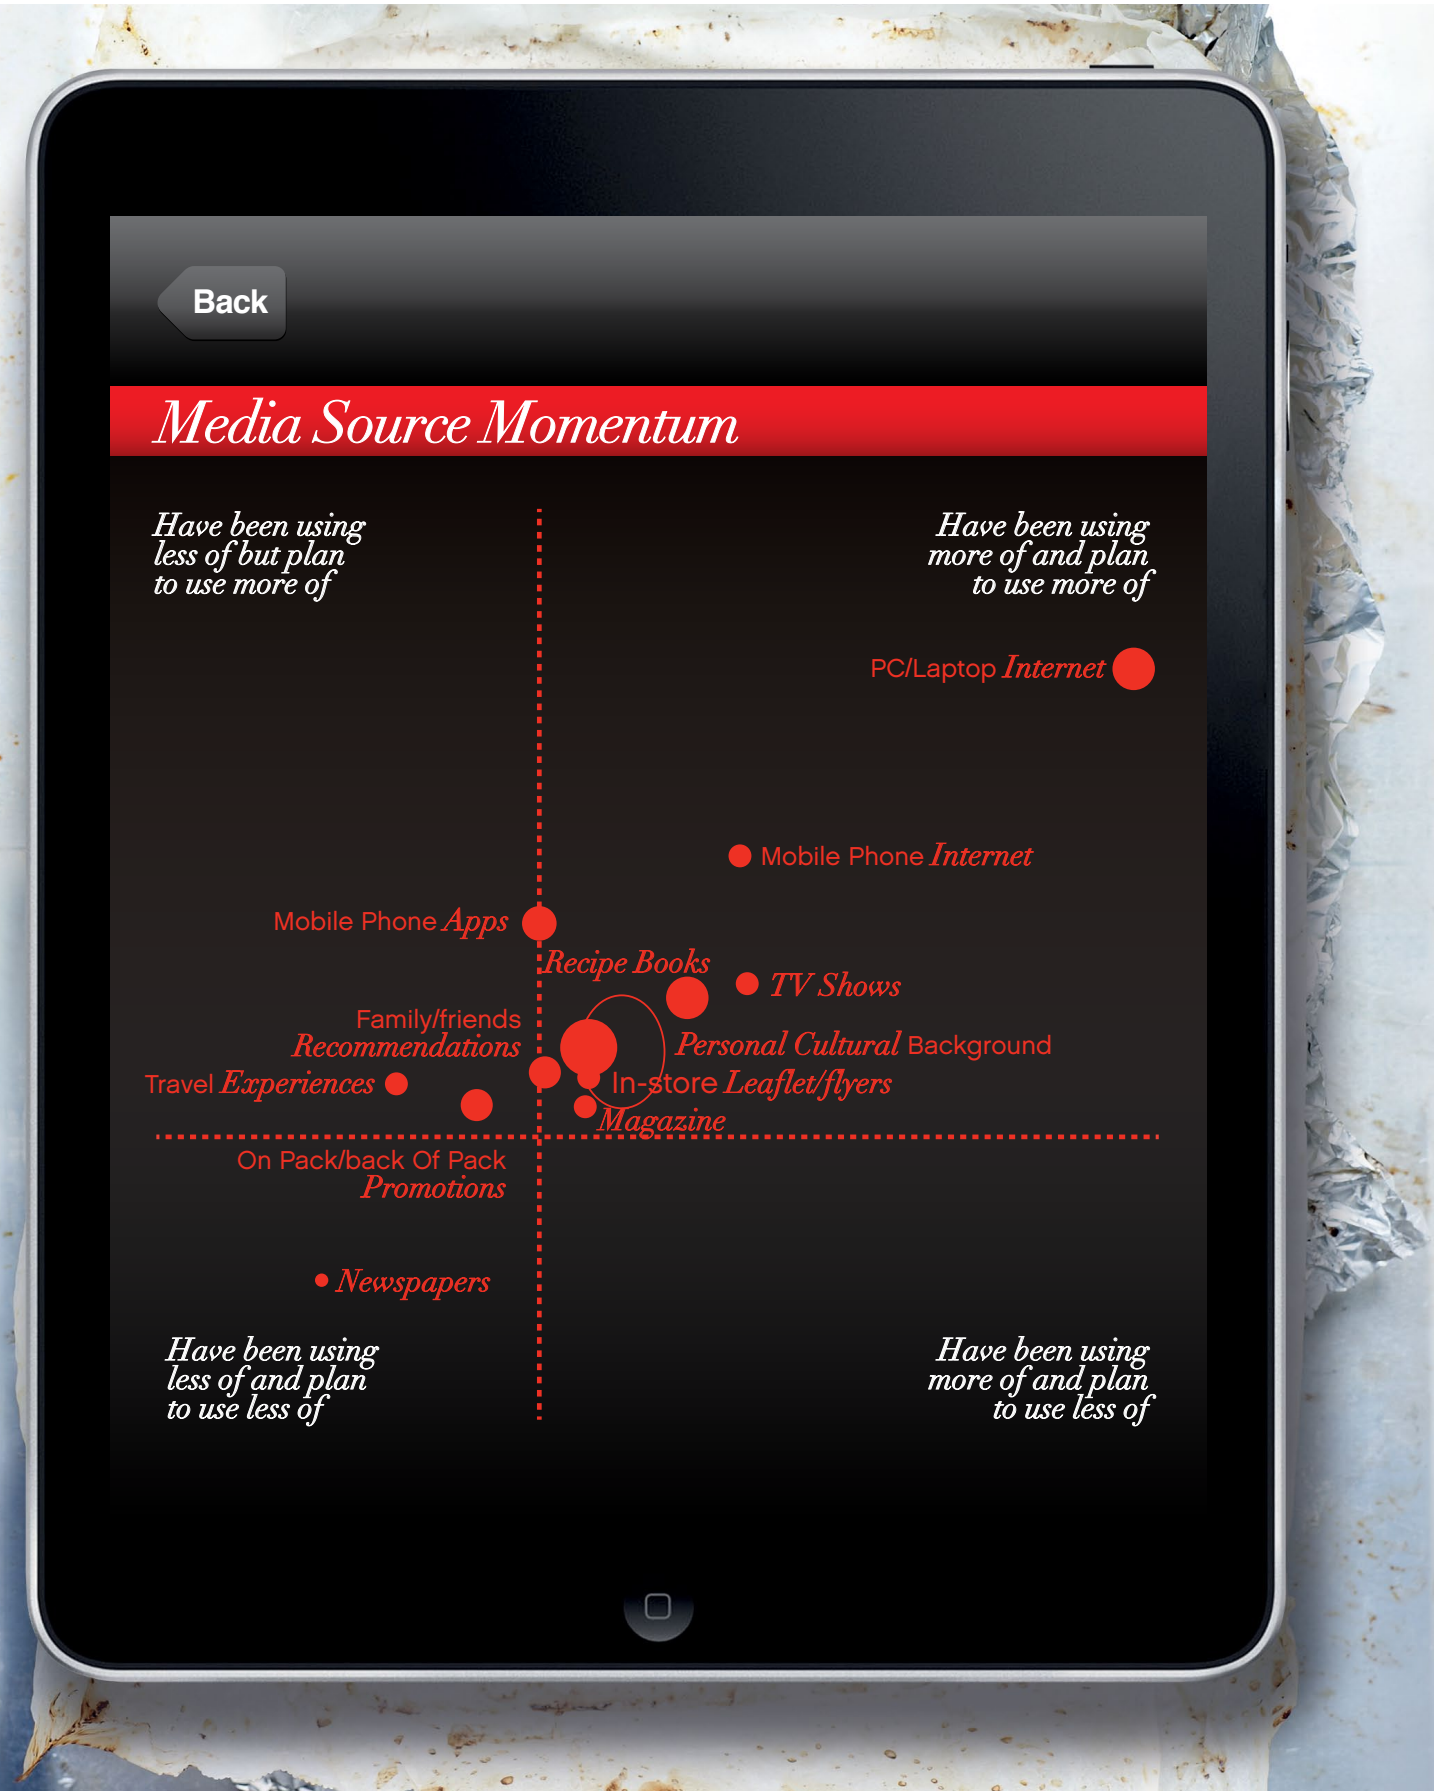 Back
Media Source Momentum
Have been using
less of but plan
to use more of
Have been using
more of and plan
to use more of
PC/Laptop Internet
Mobile Phone Internet
Mobile Phone Apps
Recipe Books
TV Shows
Family/friends
Recommendations
Personal Cultural Background
Travel Experiences
In-store Leaflet/flyers
Magazine
On Pack/back Of Pack
Promotions
Newspapers
Have been using
less of and plan
to use less of
Have been using
more of and plan
to use less of